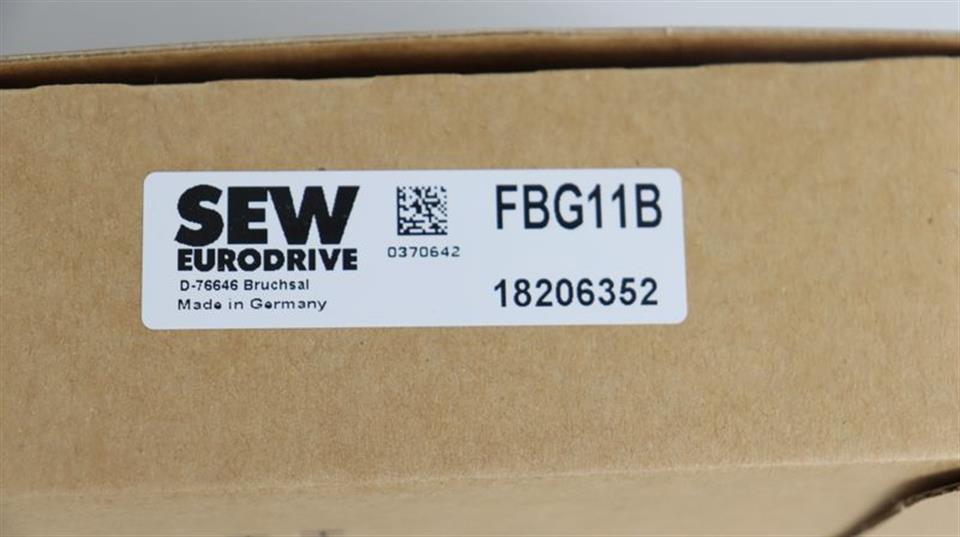 SEW
EURODRIVE
D-76646 Bruchsal
Made in Germany
0370642
FBG11B
18206352